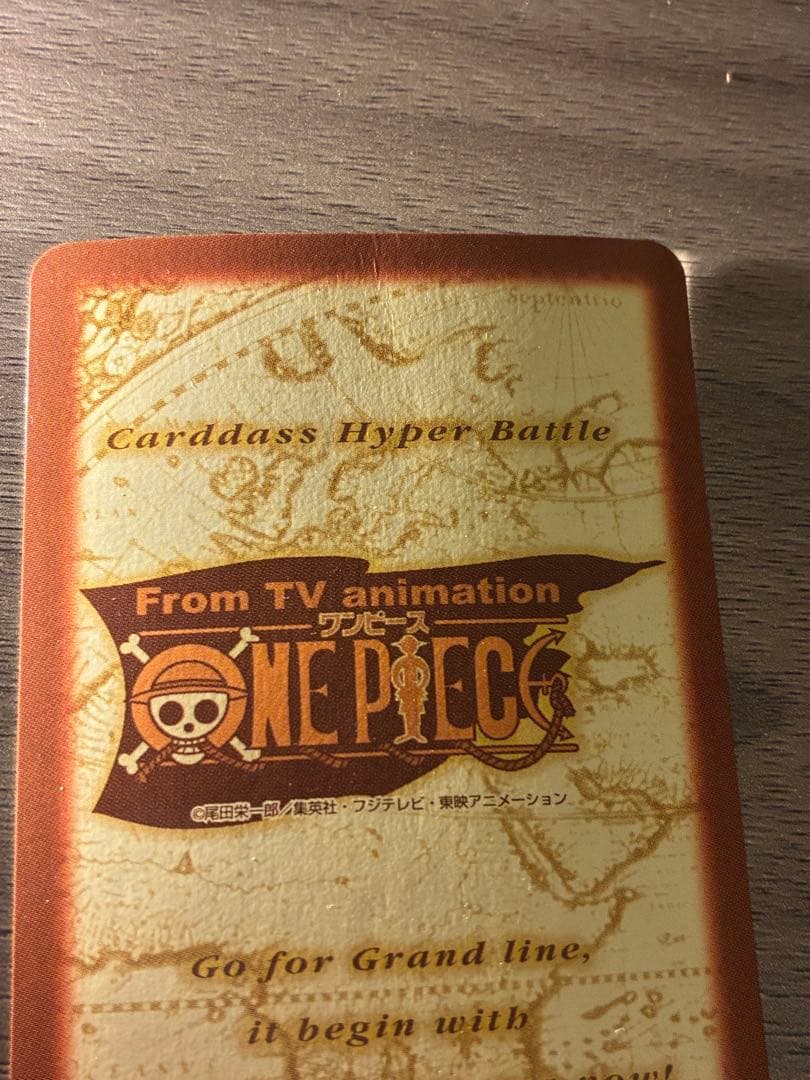 Septentrio
Carddass Hyper Battle
From TV animation
ワンピース
ONE PIECE
©尾田栄一郎／集英社・フジテレビ・東映アニメーション
Go for Grand line,
it begin with
now!